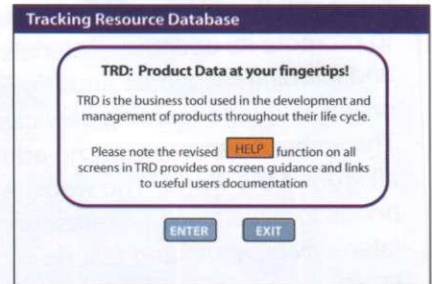 Tracking Resource Database
TRD: Product Data at your fingertips!
TRD is the business tool used in the development and
management of products throughout their life cycle.
Please note the revised HELP function on all
screens in TRD provides on screen guidance and links
to useful users documentation
ENTER EXIT